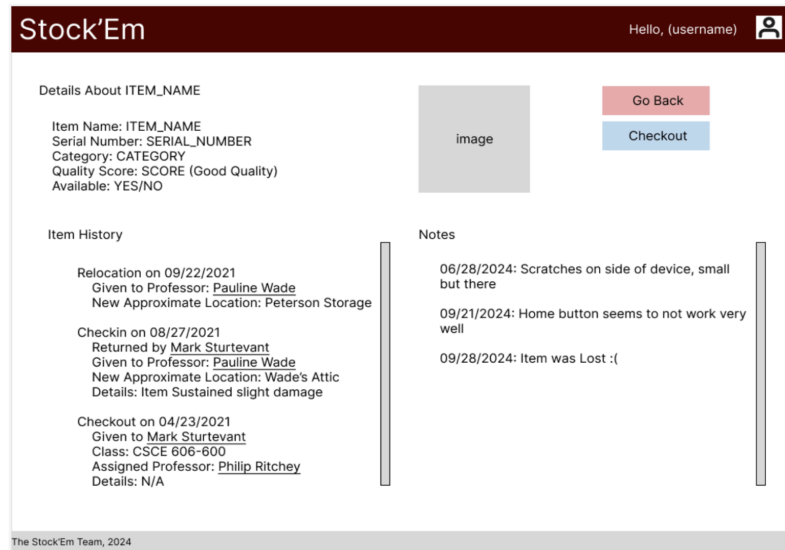 Stock'Em
Hello, (username)
Details About ITEM_NAME
Item Name: ITEM_NAME
Serial Number: SERIAL_NUMBER
Category: CATEGORY
Quality Score: SCORE (Good Quality)
Available: YES/NO
image
Go Back
Checkout
Item History
Relocation on 09/22/2021
Given to Professor: Pauline Wade
New Approximate Location: Peterson Storage
Checkin on 08/27/2021
Returned by Mark Sturtevant
Given to Professor: Pauline Wade
New Approximate Location: Wade's Attic
Details: Item Sustained slight damage
Checkout on 04/23/2021
Given to Mark Sturtevant
Class: CSCE 606-600
Assigned Professor: Philip Ritchey
Details: N/A
Notes
06/28/2024: Scratches on side of device, small
but there
09/21/2024: Home button seems to not work very
well
09/28/2024: Item was Lost :(
The Stock'Em Team, 2024